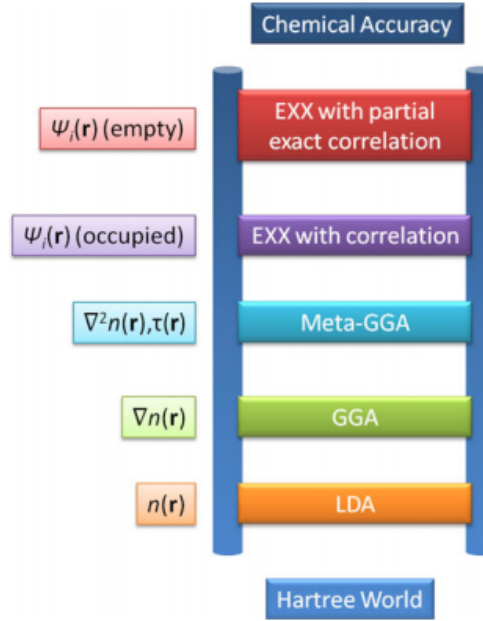 Chemical Accuracy
Ψᵢ(r) (empty)
EXX with partial
exact correlation
Ψᵢ(r) (occupied)
EXX with correlation
∇²n(r),τ(r)
Meta-GGA
∇n(r)
GGA
n(r)
LDA
Hartree World